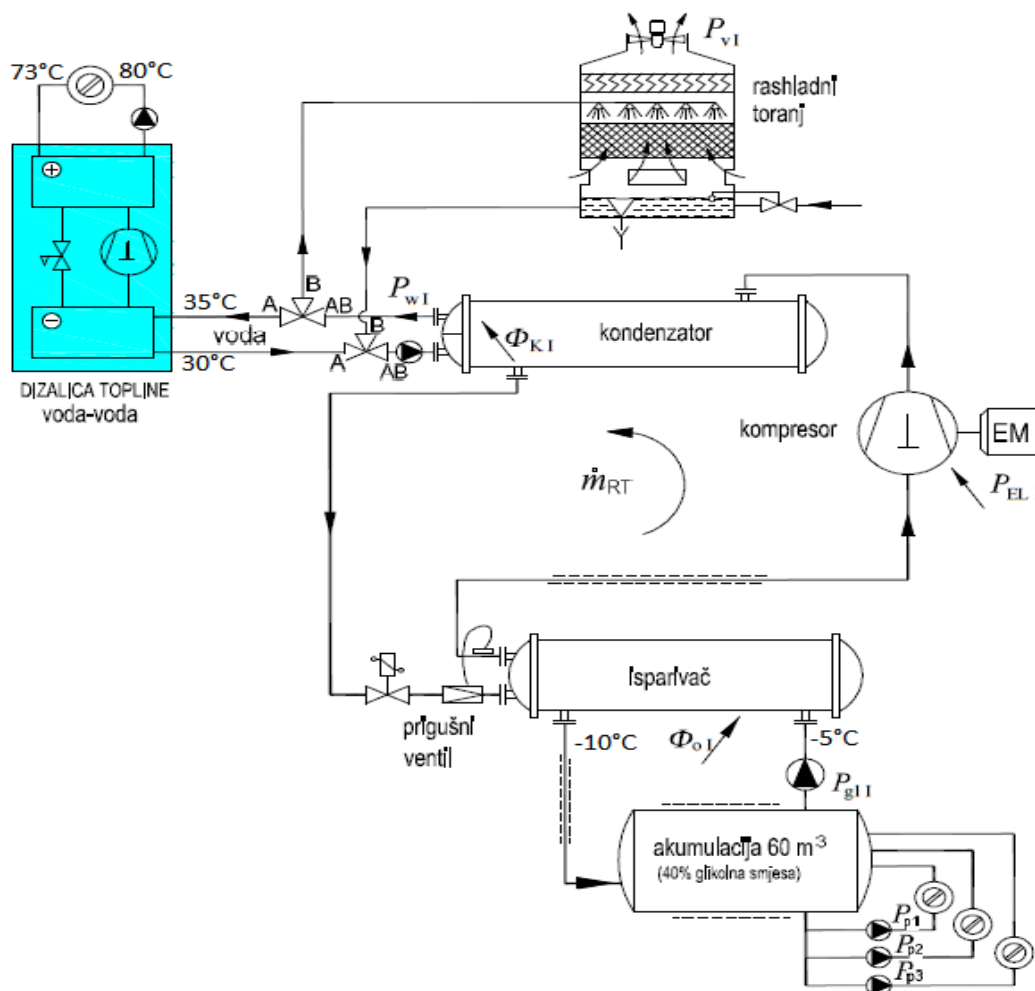 73°C
80°C
P_vI
rashladni
toranj
35°C
A
B
AB
P_wI
voda
30°C
A
B
AB
DIZALICA TOPLINE
voda-voda
kondenzator
Φ_KI
kompresor
EM
P_EL
ṁ_RT
isparivač
prigušni
ventil
-10°C
Φ_oI
-5°C
P_glI
akumulacija 60 m³
(40% glikolna smjesa)
P_p1
P_p2
P_p3